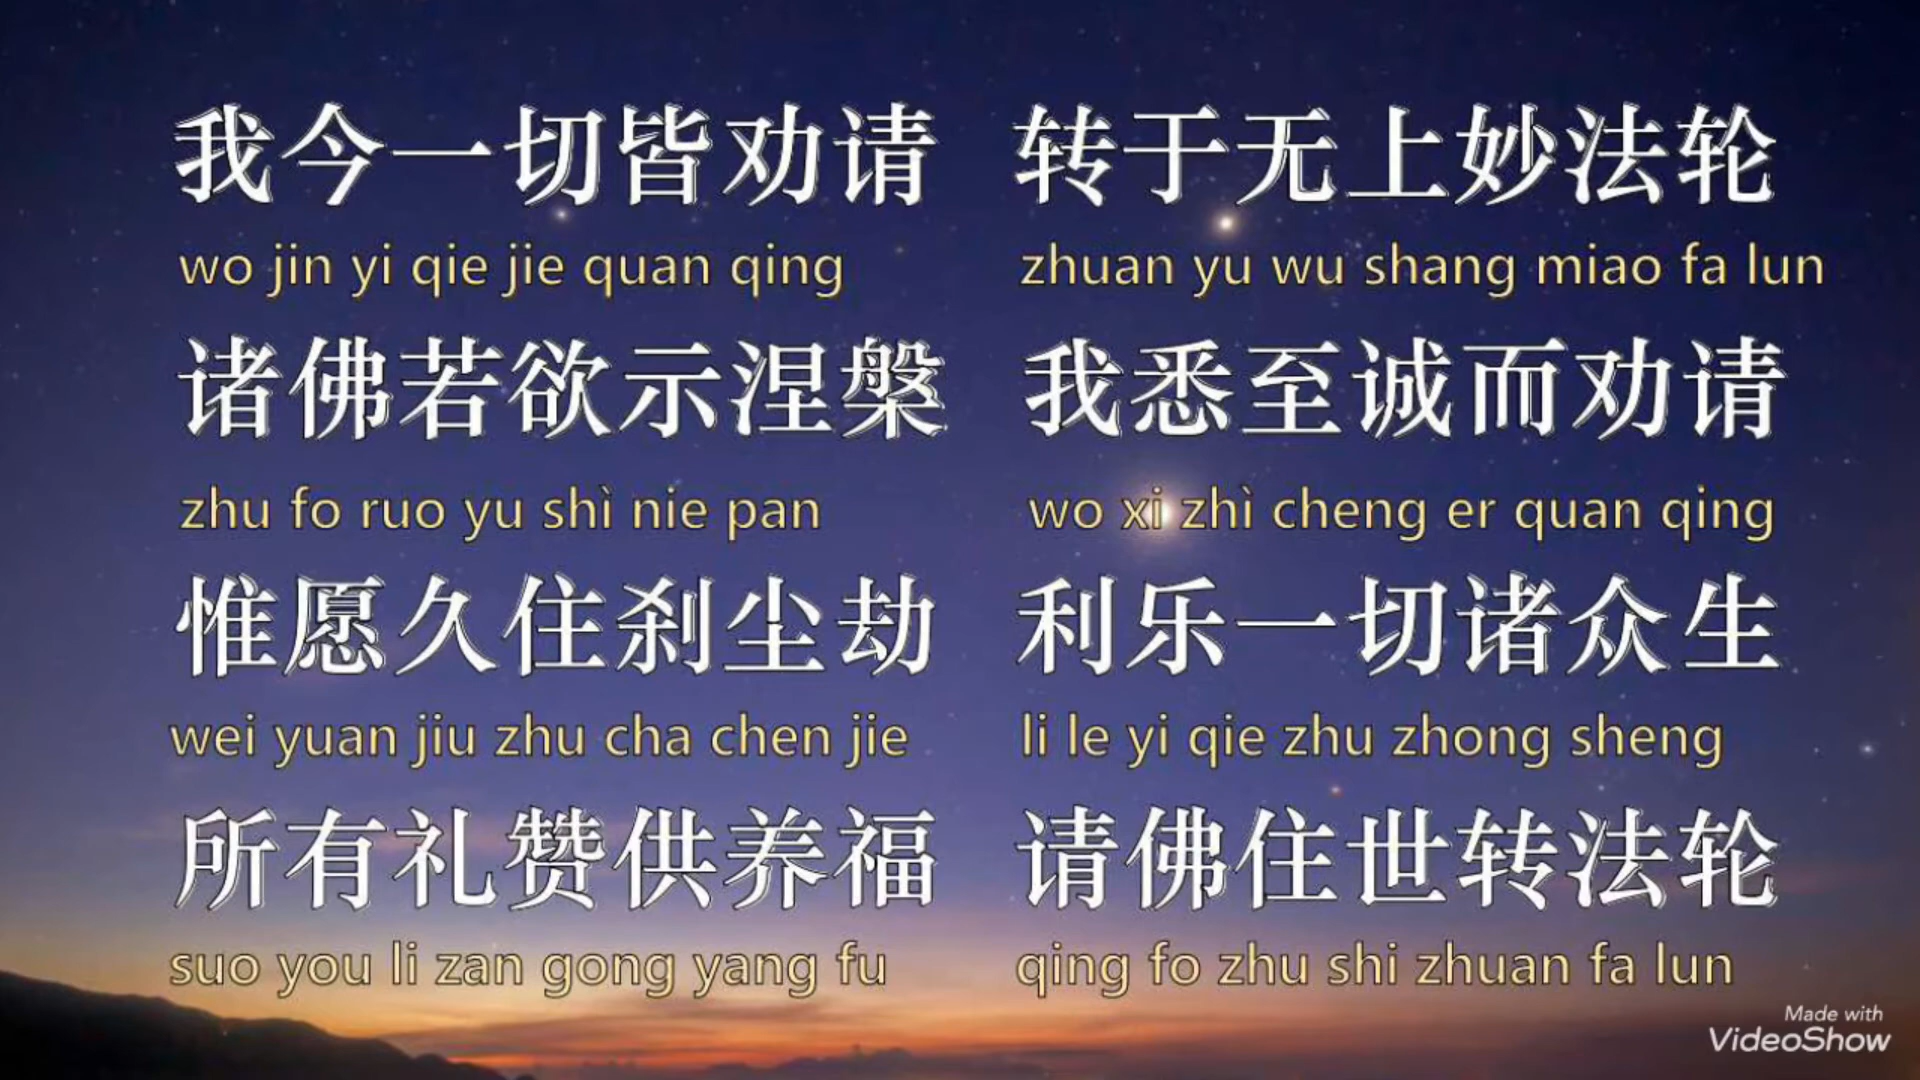 我今一切皆劝请 转于无上妙法轮
wo jin yi qie jie quan qing zhuan yu wu shang miao fa lun
诸佛若欲示涅槃 我悉至诚而劝请
zhu fo ruo yu shì nie pan wo xi zhì cheng er quan qing
惟愿久住刹尘劫 利乐一切诸众生
wei yuan jiu zhu cha chen jie li le yi qie zhu zhong sheng
所有礼赞供养福 请佛住世转法轮
suo you li zan gong yang fu qing fo zhu shi zhuan fa lun
Made with
VideoShow